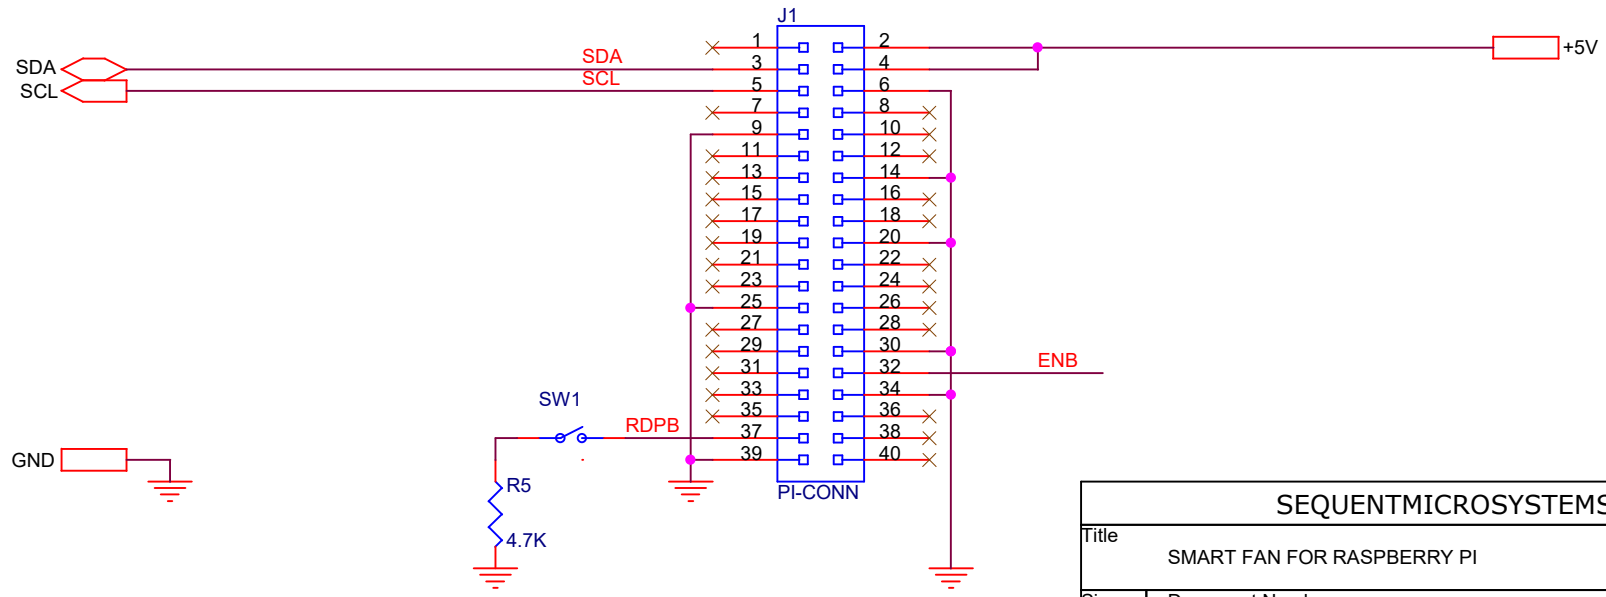 J1
1 2
SDA SDA 3 4 +5V
SCL SCL 5 6
7 8
9 10
11 12
13 14
15 16
17 18
19 20
21 22
23 24
25 26
27 28
29 30
31 32 ENB
33 34
SW1 35 36
RDPB 37 38
GND 39 40
R5 PI-CONN
4.7K
SEQUENTMICROSYSTEMS
Title
SMART FAN FOR RASPBERRY PI